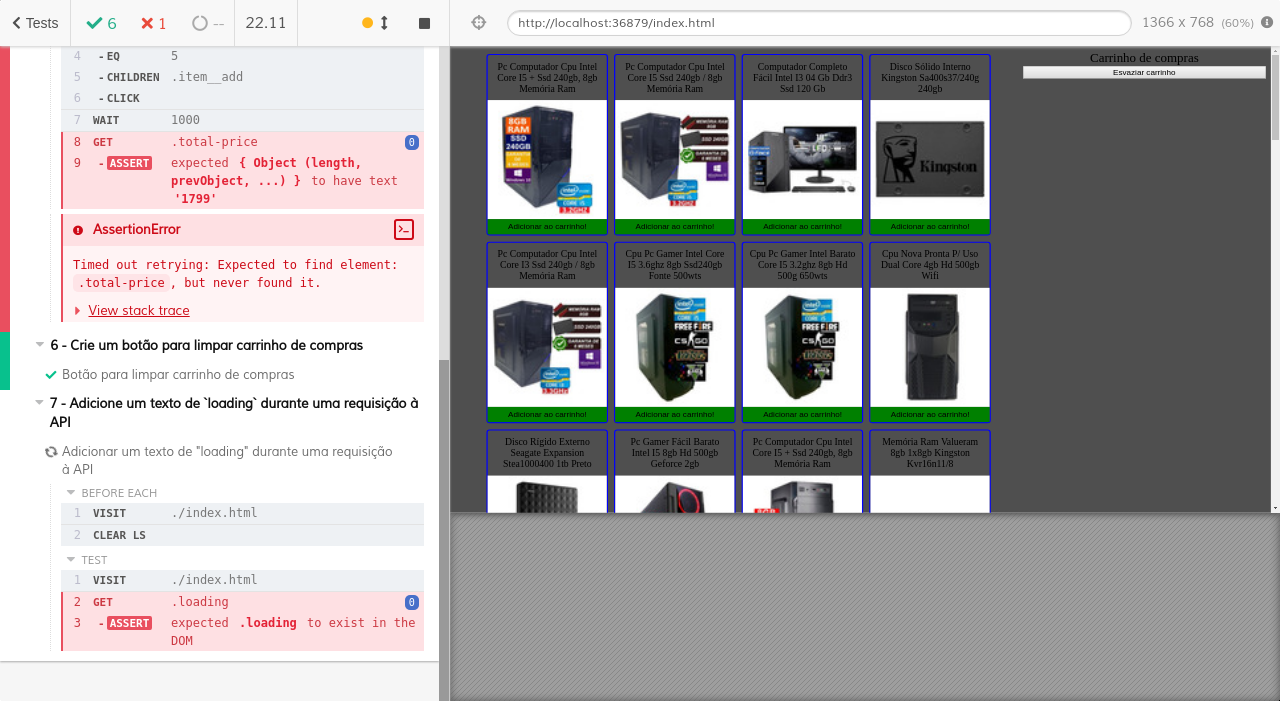 Tests
6
1
--
22.11
http://localhost:36879/index.html
1366 x 768 (60%)
4 - EQ 5
5 - CHILDREN .item__add
6 - CLICK
7 WAIT 1000
8 GET .total-price 0
9 - ASSERT expected { Object (length,
prevObject, ...) } to have text
'1799'
AssertionError
Timed out retrying: Expected to find element:
.total-price, but never found it.
View stack trace
6 - Crie um botão para limpar carrinho de compras
Botão para limpar carrinho de compras
7 - Adicione um texto de `loading` durante uma requisição à
API
Adicionar um texto de "loading" durante uma requisição
à API
BEFORE EACH
1 VISIT ./index.html
2 CLEAR LS
TEST
1 VISIT ./index.html
2 GET .loading 0
3 - ASSERT expected .loading to exist in the
DOM
Pc Computador Cpu Intel
Core I5 + Ssd 240gb, 8gb
Memória Ram
8GB
RAM
SSD
240GB
Adicionar ao carrinho!
Pc Computador Cpu Intel
Core I5 Ssd 240gb / 8gb
Memória Ram
Adicionar ao carrinho!
Computador Completo
Fácil Intel I3 04 Gb Ddr3
Ssd 120 Gb
Adicionar ao carrinho!
Disco Sólido Interno
Kingston Sa400s37/240g
240gb
Kingston
Adicionar ao carrinho!
Pc Computador Cpu Intel
Core I3 Ssd 240gb / 8gb
Memória Ram
Adicionar ao carrinho!
Cpu Pc Gamer Intel Core
I5 3.6ghz 8gb Ssd240gb
Fonte 500wts
FREE FIRE
CS:GO
Adicionar ao carrinho!
Cpu Pc Gamer Intel Barato
Core I5 3.2ghz 8gb Hd
500g 650wts
FREE FIRE
CS:GO
Adicionar ao carrinho!
Cpu Nova Pronta P/ Uso
Dual Core 4gb Hd 500gb
Wifi
Adicionar ao carrinho!
Disco Rígido Externo
Seagate Expansion
Stea1000400 1tb Preto
Pc Gamer Fácil Barato
Intel I5 8gb Hd 500gb
Geforce 2gb
Pc Computador Cpu Intel
Core I5 + Ssd 240gb, 8gb
Memória Ram
Memória Ram Valueram
8gb 1x8gb Kingston
Kvr16n11/8
Carrinho de compras
Esvaziar carrinho